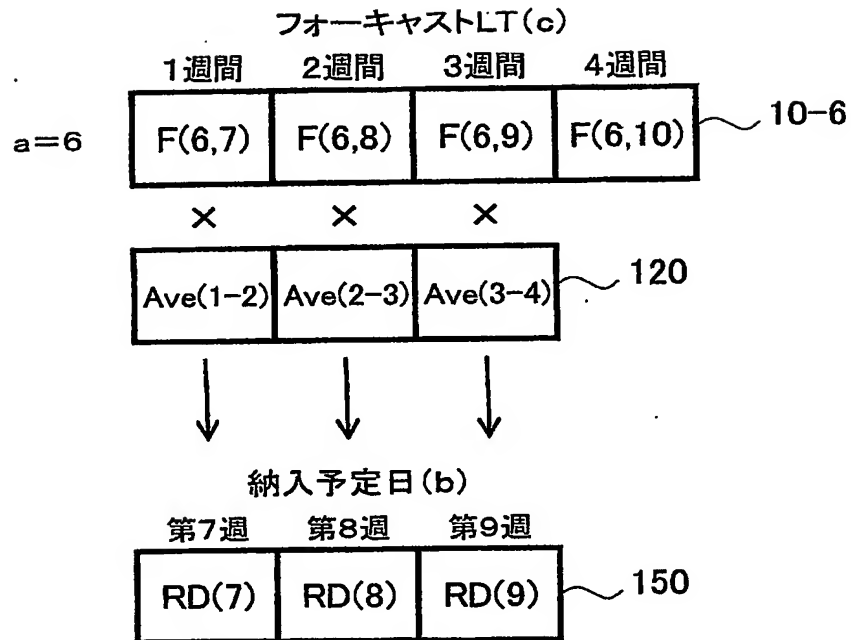 フォーキャストLT(c)
1週間 2週間 3週間 4週間
a=6 F(6,7) F(6,8) F(6,9) F(6,10) 10-6
× × ×
Ave(1-2) Ave(2-3) Ave(3-4) 120
納入予定日(b)
第7週 第8週 第9週
RD(7) RD(8) RD(9) 150